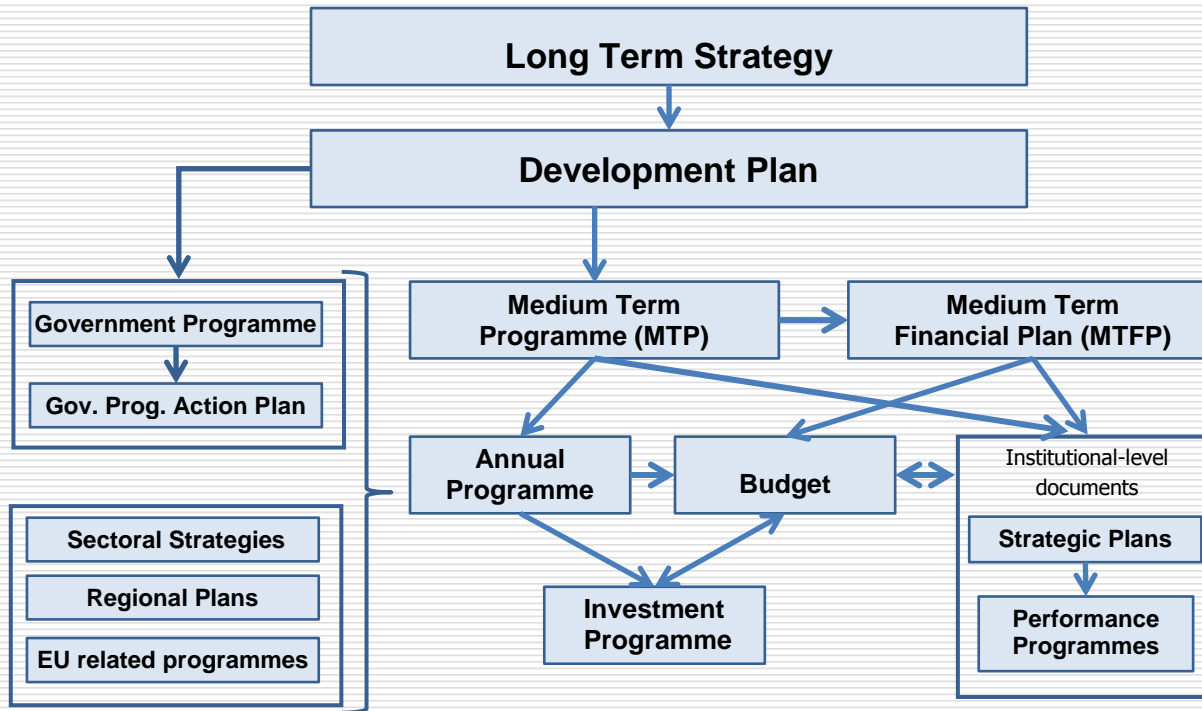 Long Term Strategy
Development Plan
Government Programme
Gov. Prog. Action Plan
Sectoral Strategies
Regional Plans
EU related programmes
Medium Term
Programme (MTP)
Medium Term
Financial Plan (MTFP)
Annual
Programme
Budget
Investment
Programme
Institutional-level
documents
Strategic Plans
Performance
Programmes